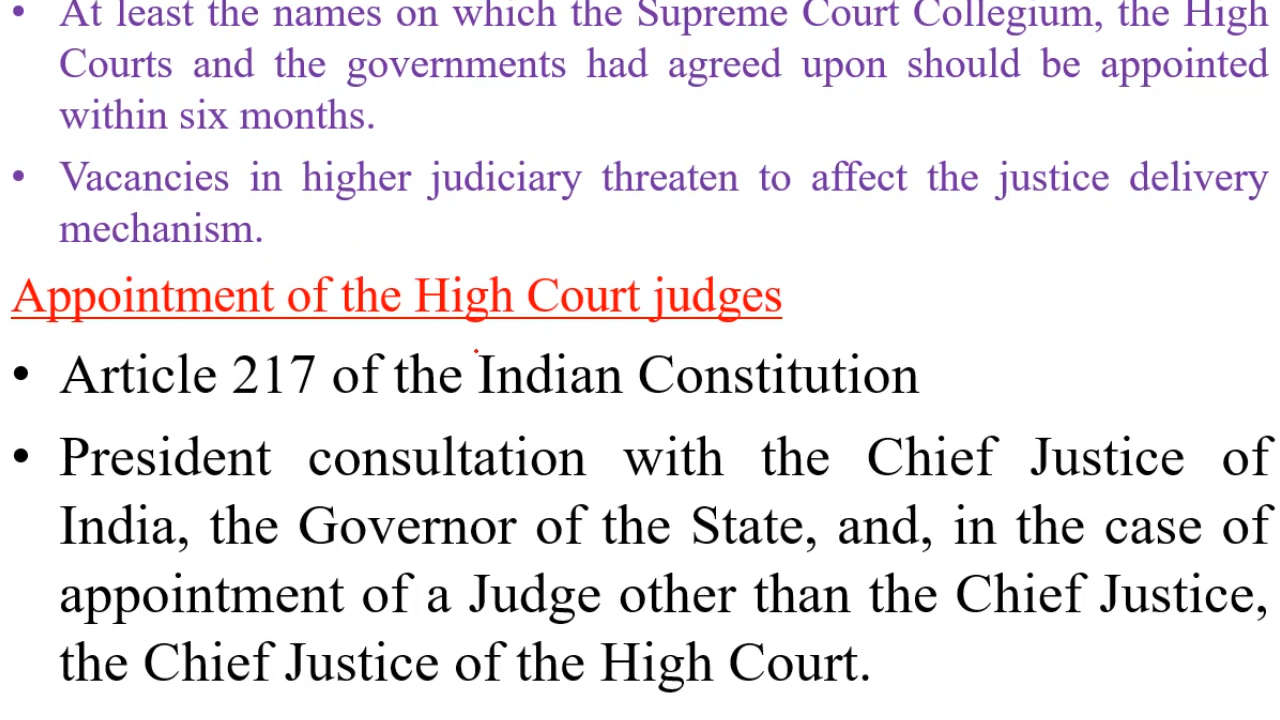 • At least the names on which the Supreme Court Collegium, the High
Courts and the governments had agreed upon should be appointed
within six months.
• Vacancies in higher judiciary threaten to affect the justice delivery
mechanism.
Appointment of the High Court judges
• Article 217 of the Indian Constitution
• President consultation with the Chief Justice of
India, the Governor of the State, and, in the case of
appointment of a Judge other than the Chief Justice,
the Chief Justice of the High Court.